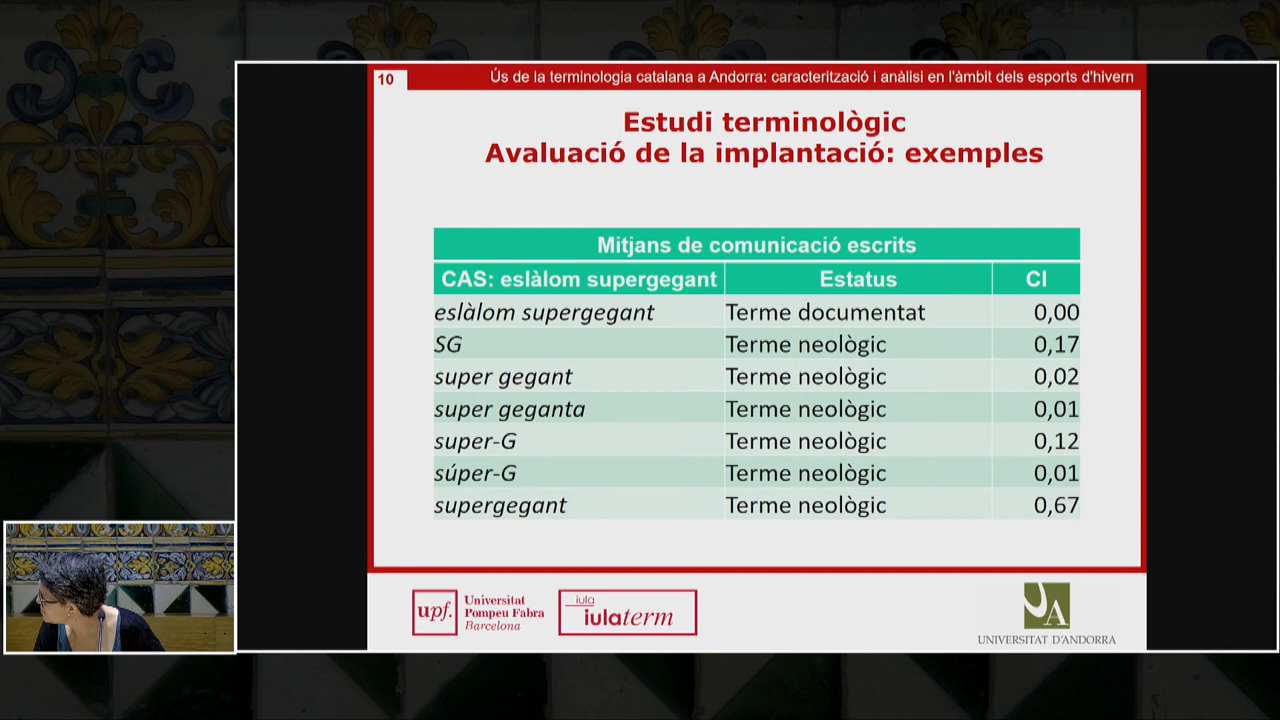 10
Ús de la terminologia catalana a Andorra: caracterització i anàlisi en l'àmbit dels esports d'hivern
Estudi terminològic
Avaluació de la implantació: exemples
Mitjans de comunicació escrits
CAS: eslàlom supergegant Estatus CI
eslàlom supergegant Terme documentat 0,00
SG Terme neològic 0,17
super gegant Terme neològic 0,02
super geganta Terme neològic 0,01
super-G Terme neològic 0,12
súper-G Terme neològic 0,01
supergegant Terme neològic 0,67
upf.
Universitat
Pompeu Fabra
Barcelona
iula
iulaterm
UA
UNIVERSITAT D'ANDORRA